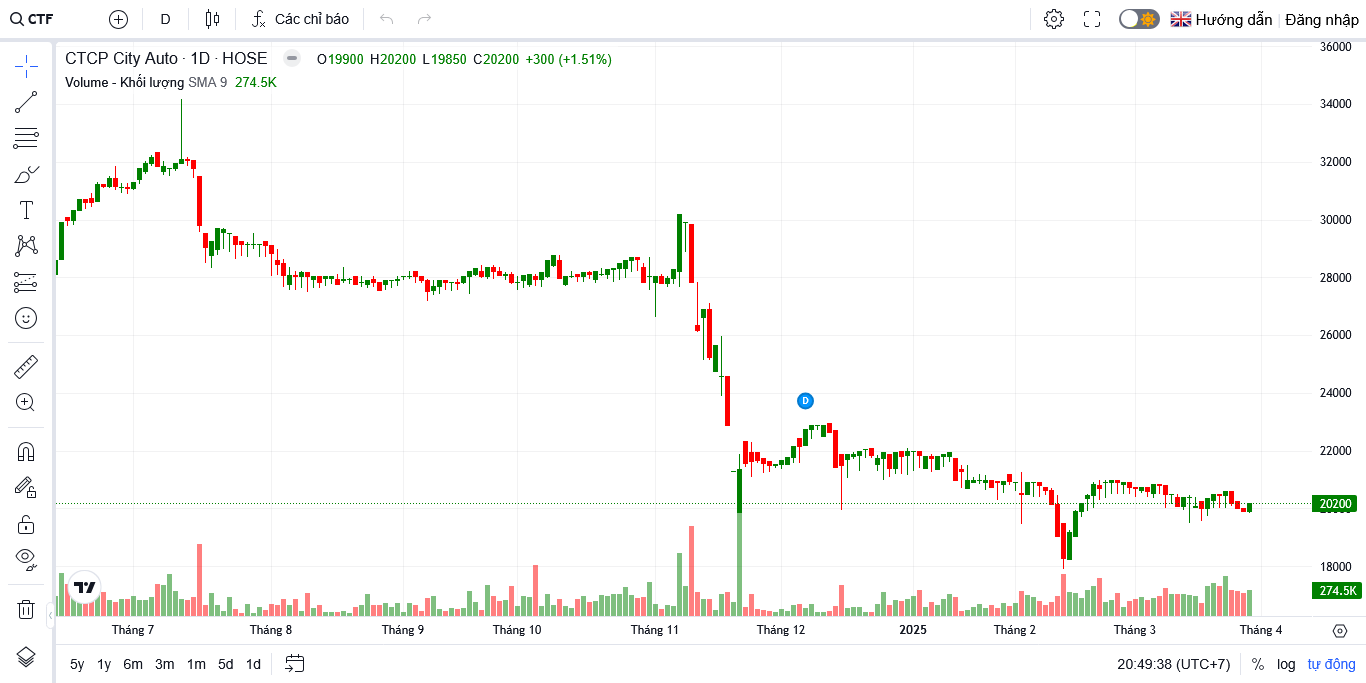 CTF D Các chỉ báo Hướng dẫn Đăng nhập
CTCP City Auto · 1D · HOSE O19900 H20200 L19850 C20200 +300 (+1.51%)
Volume - Khối lượng SMA 9 274.5K
36000
34000
32000
30000
28000
26000
24000
D
22000
20200
18000
274.5K
Tháng 7 Tháng 8 Tháng 9 Tháng 10 Tháng 11 Tháng 12 2025 Tháng 2 Tháng 3 Tháng 4
5y 1y 6m 3m 1m 5d 1d 20:49:38 (UTC+7) % log tự động